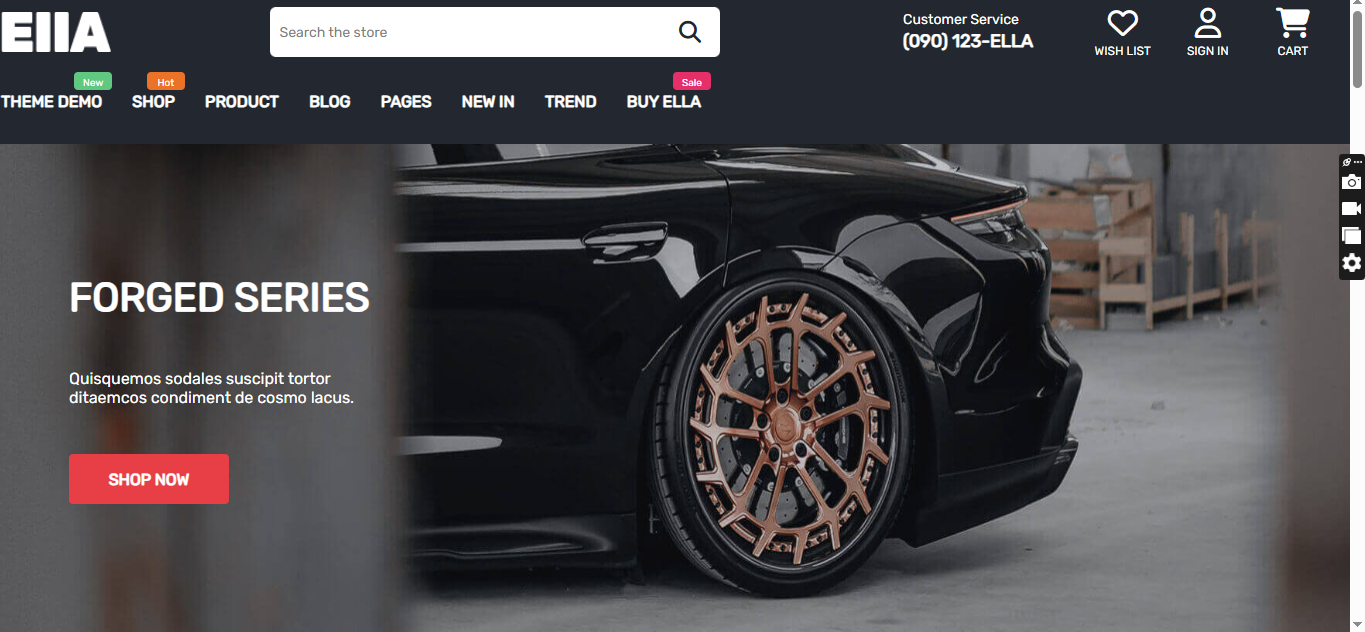 EllA
Search the store
Customer Service
(090) 123-ELLA
WISH LIST
SIGN IN
CART
New
Hot
Sale
THEME DEMO
SHOP
PRODUCT
BLOG
PAGES
NEW IN
TREND
BUY ELLA
FORGED SERIES
Quisquemos sodales suscipit tortor
ditaemcos condiment de cosmo lacus.
SHOP NOW